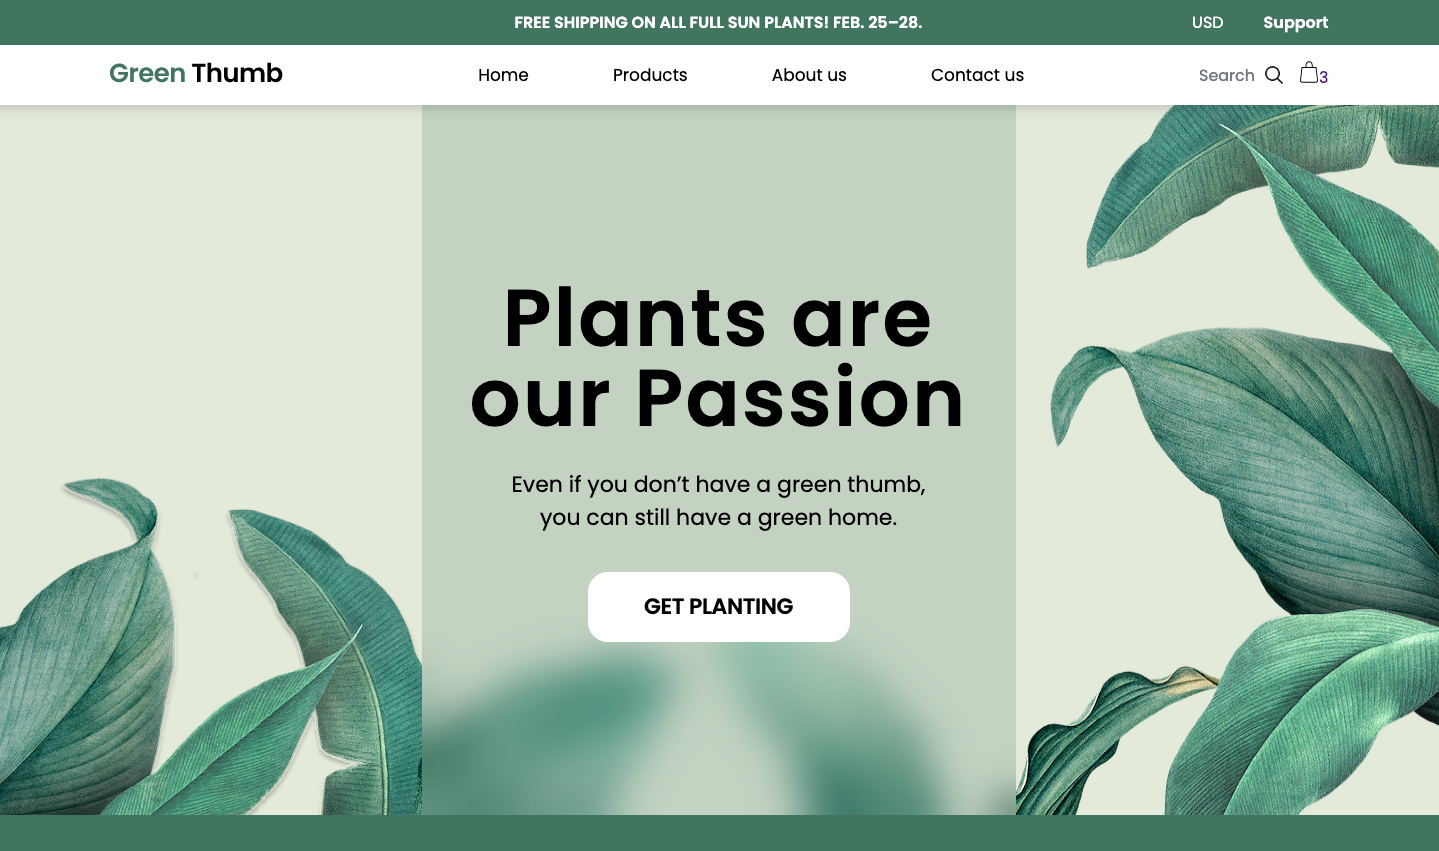 FREE SHIPPING ON ALL FULL SUN PLANTS! FEB. 25–28.
USD
Support
Green Thumb
Home
Products
About us
Contact us
Search
3
Plants are
our Passion
Even if you don’t have a green thumb,
you can still have a green home.
GET PLANTING